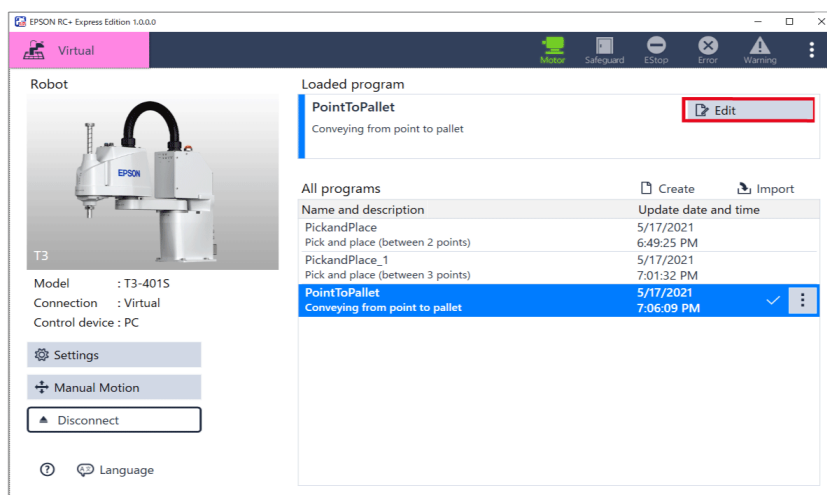 EPSON RC+ Express Edition 1.0.0.0
Virtual
Motor
Safeguard
EStop
Error
Warning
Robot
EPSON
T3
Model : T3-401S
Connection : Virtual
Control device : PC
Settings
Manual Motion
Disconnect
Language
Loaded program
PointToPallet
Edit
Conveying from point to pallet
All programs
Create
Import
Name and description
Update date and time
PickandPlace
5/17/2021
Pick and place (between 2 points)
6:49:25 PM
PickandPlace_1
5/17/2021
Pick and place (between 3 points)
7:01:32 PM
PointToPallet
5/17/2021
Conveying from point to pallet
7:06:09 PM